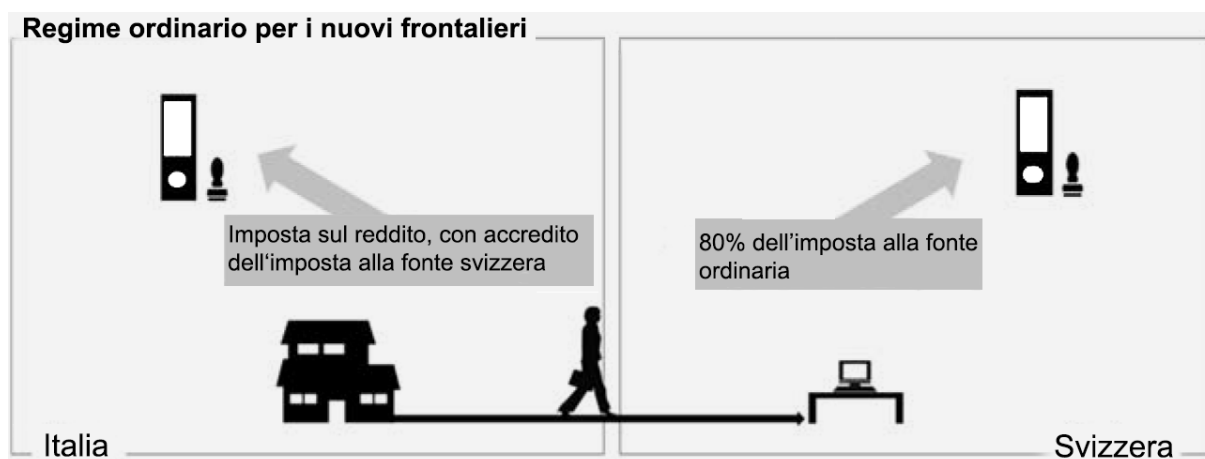 Regime ordinario per i nuovi frontalieri
Imposta sul reddito, con accredito
dell‘imposta alla fonte svizzera
80% dell’imposta alla fonte
ordinaria
Italia
Svizzera